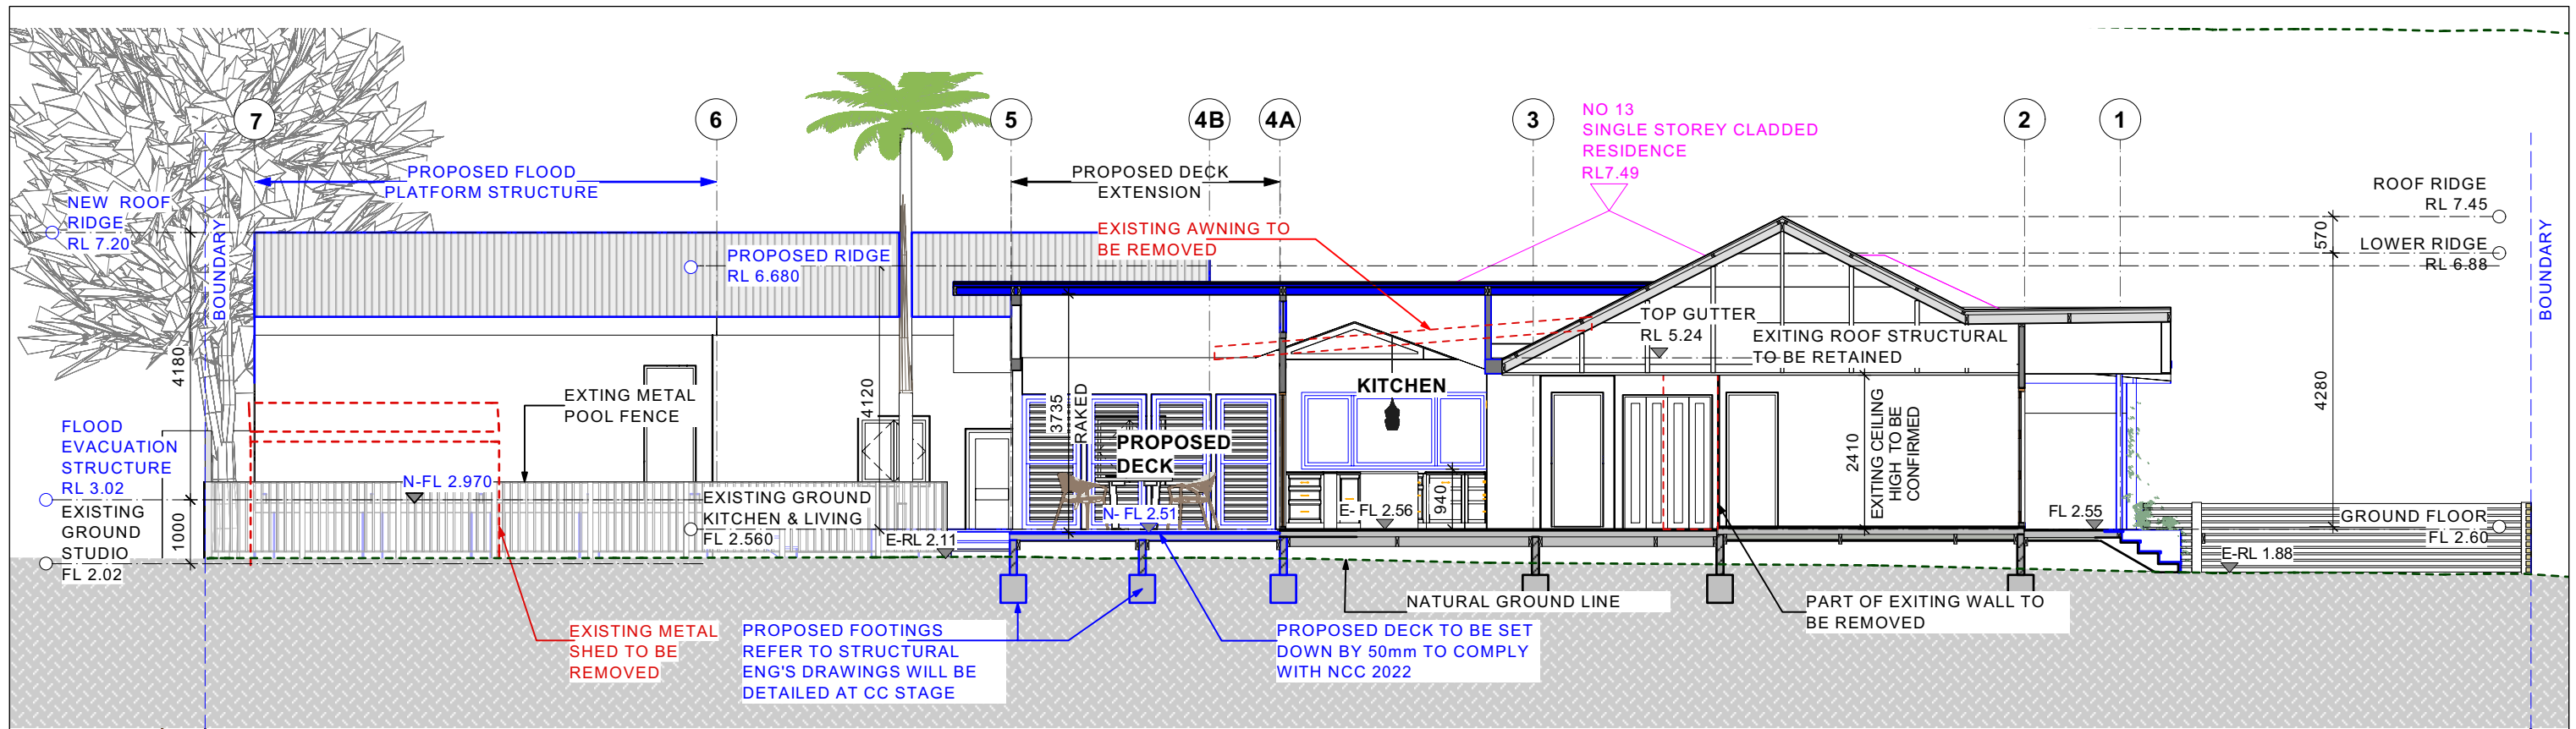 7
6
5
4B
4A
3
2
1
NO 13
SINGLE STOREY CLADDED
RESIDENCE
RL7.49
PROPOSED FLOOD
PLATFORM STRUCTURE
PROPOSED DECK
EXTENSION
ROOF RIDGE
RL 7.45
NEW ROOF
RIDGE
RL 7.20
BOUNDARY
EXISTING AWNING TO
BE REMOVED
570
LOWER RIDGE
RL 6.88
BOUNDARY
PROPOSED RIDGE
RL 6.680
TOP GUTTER
RL 5.24
EXITING ROOF STRUCTURAL
TO BE RETAINED
4180
EXTING METAL
POOL FENCE
4120
3735
RAKED
KITCHEN
2410
EXITING CEILING
HIGH TO BE
CONFIRMED
4280
FLOOD
EVACUATION
STRUCTURE
RL 3.02
PROPOSED
DECK
N-FL 2.970
EXISTING
GROUND
STUDIO
FL 2.02
1000
EXISTING GROUND
KITCHEN & LIVING
FL 2.560
E-RL 2.11
N- FL 2.51
E- FL 2.56
940
FL 2.55
GROUND FLOOR
FL 2.60
E-RL 1.88
NATURAL GROUND LINE
PART OF EXITING WALL TO
BE REMOVED
EXISTING METAL
SHED TO BE
REMOVED
PROPOSED FOOTINGS
REFER TO STRUCTURAL
ENG'S DRAWINGS WILL BE
DETAILED AT CC STAGE
PROPOSED DECK TO BE SET
DOWN BY 50mm TO COMPLY
WITH NCC 2022